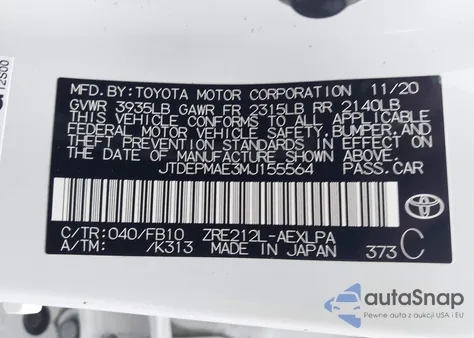 12S00
MFD.BY:TOYOTA MOTOR CORPORATION 11/20
GVWR 3935LB GAWR FR 2315LB RR 2140LB
THIS VEHICLE CONFORMS TO ALL APPLICABLE
FEDERAL MOTOR VEHICLE SAFETY,BUMPER,AND
THEFT PREVENTION STANDARDS IN EFFECT ON
THE DATE OF MANUFACTURE SHOWN ABOVE.
JTDEPMAE3MJ155564 PASS.CAR
TOYOTA
C/TR:040/FB10 ZRE212L-AEXLPA
A/TM: /K313 MADE IN JAPAN 373 C
autoSnap
Pewne auta z aukcji USA i EU